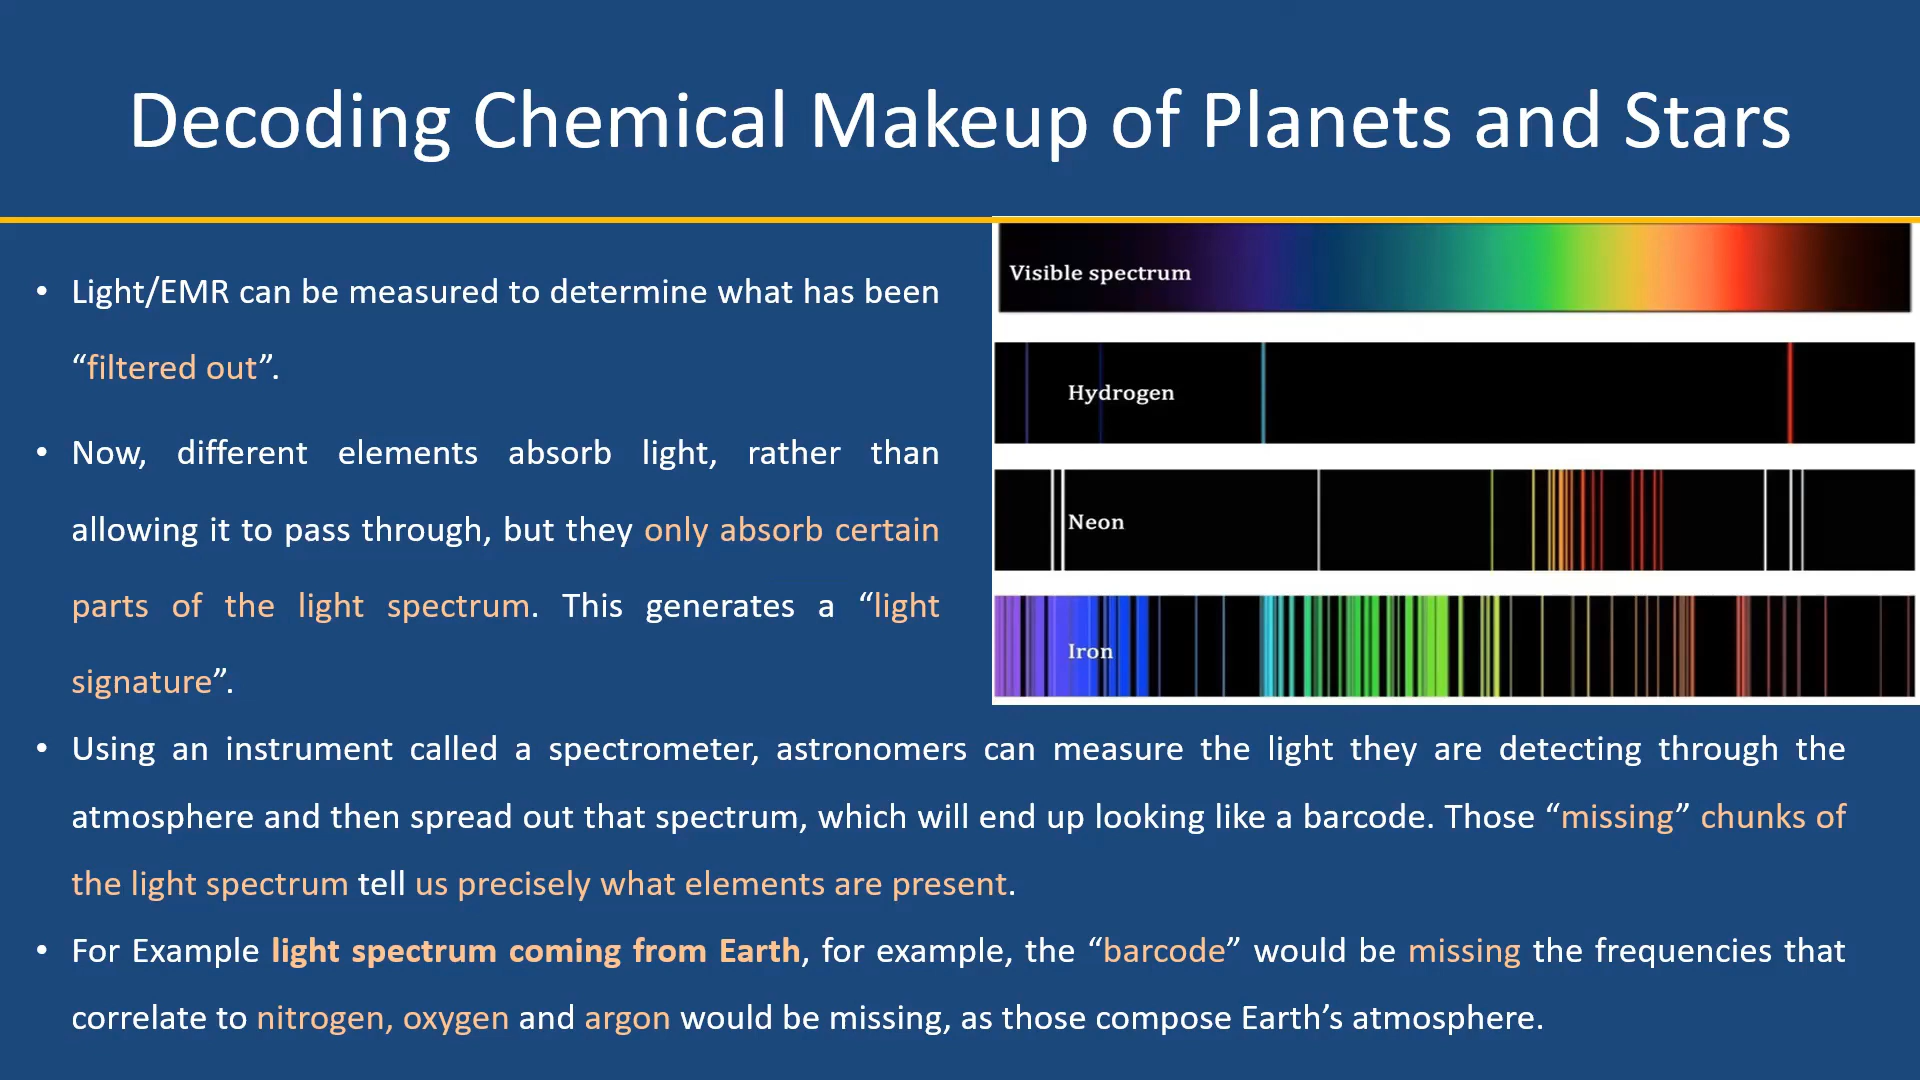 Decoding Chemical Makeup of Planets and Stars
• Light/EMR can be measured to determine what has been
“filtered out”.
• Now, different elements absorb light, rather than
allowing it to pass through, but they only absorb certain
parts of the light spectrum. This generates a “light
signature”.
Visible spectrum
Hydrogen
Neon
Iron
• Using an instrument called a spectrometer, astronomers can measure the light they are detecting through the
atmosphere and then spread out that spectrum, which will end up looking like a barcode. Those “missing” chunks of
the light spectrum tell us precisely what elements are present.
• For Example light spectrum coming from Earth, for example, the “barcode” would be missing the frequencies that
correlate to nitrogen, oxygen and argon would be missing, as those compose Earth’s atmosphere.